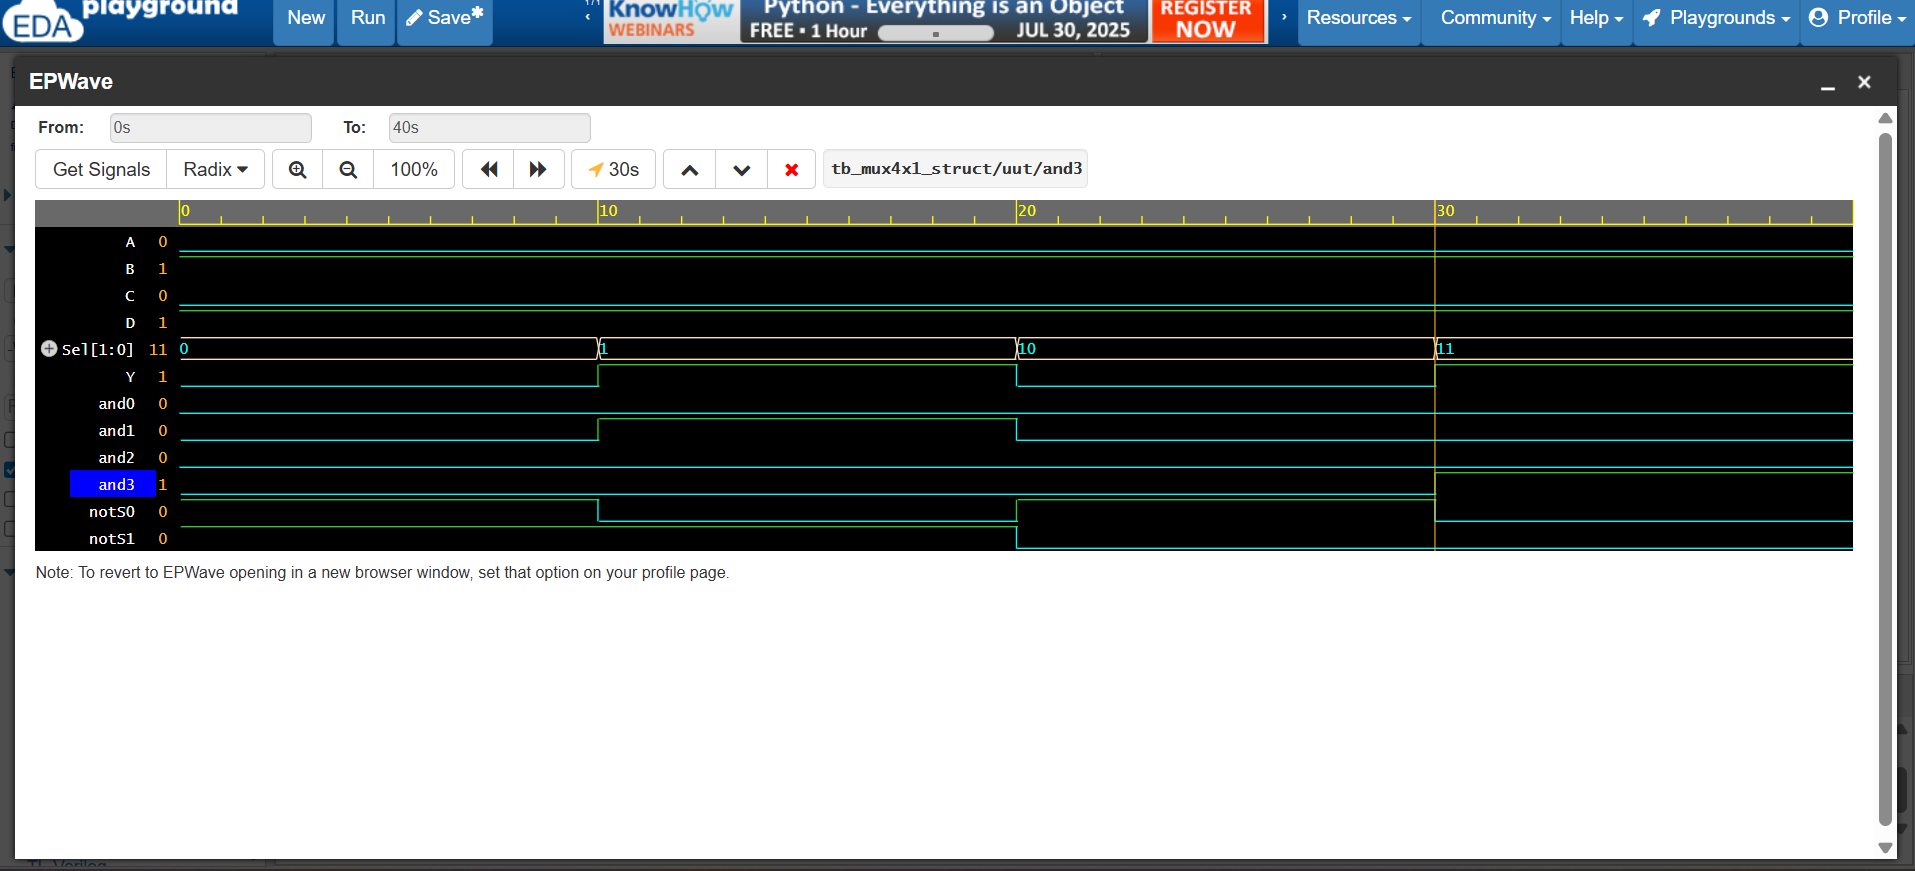 EDA playground
New
Run
Save*
KnowHow
WEBINARS
Python - Everything is an Object
FREE • 1 Hour
JUL 30, 2025
REGISTER
NOW
Resources
Community
Help
Playgrounds
Profile
EPWave
From: 0s To: 40s
Get Signals
Radix
100%
30s
tb_mux4x1_struct/uut/and3
0 10 20 30
A 0
B 1
C 0
D 1
Sel[1:0] 11 0 1 10 11
Y 1
and0 0
and1 0
and2 0
and3 1
notS0 0
notS1 0
Note: To revert to EPWave opening in a new browser window, set that option on your profile page.